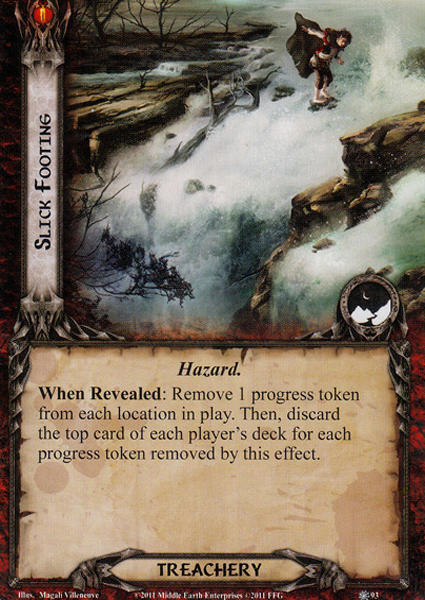 SLICK FOOTING
Hazard.
When Revealed: Remove 1 progress token
from each location in play. Then, discard
the top card of each player's deck for each
progress token removed by this effect.
TREACHERY
Illus. Magali Villeneuve ©2011 Middle Earth Enterprises ©2011 FFG 93